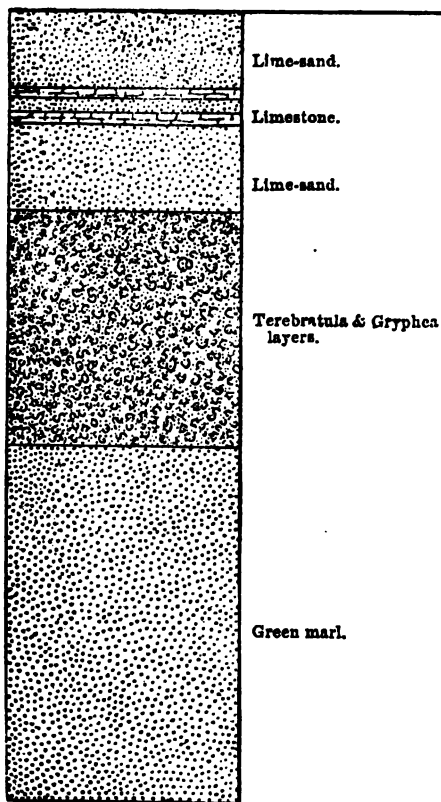 Lime-sand.
Limestone.
Lime-sand.
Terebratula & Gryphea
layers.
Green marl.